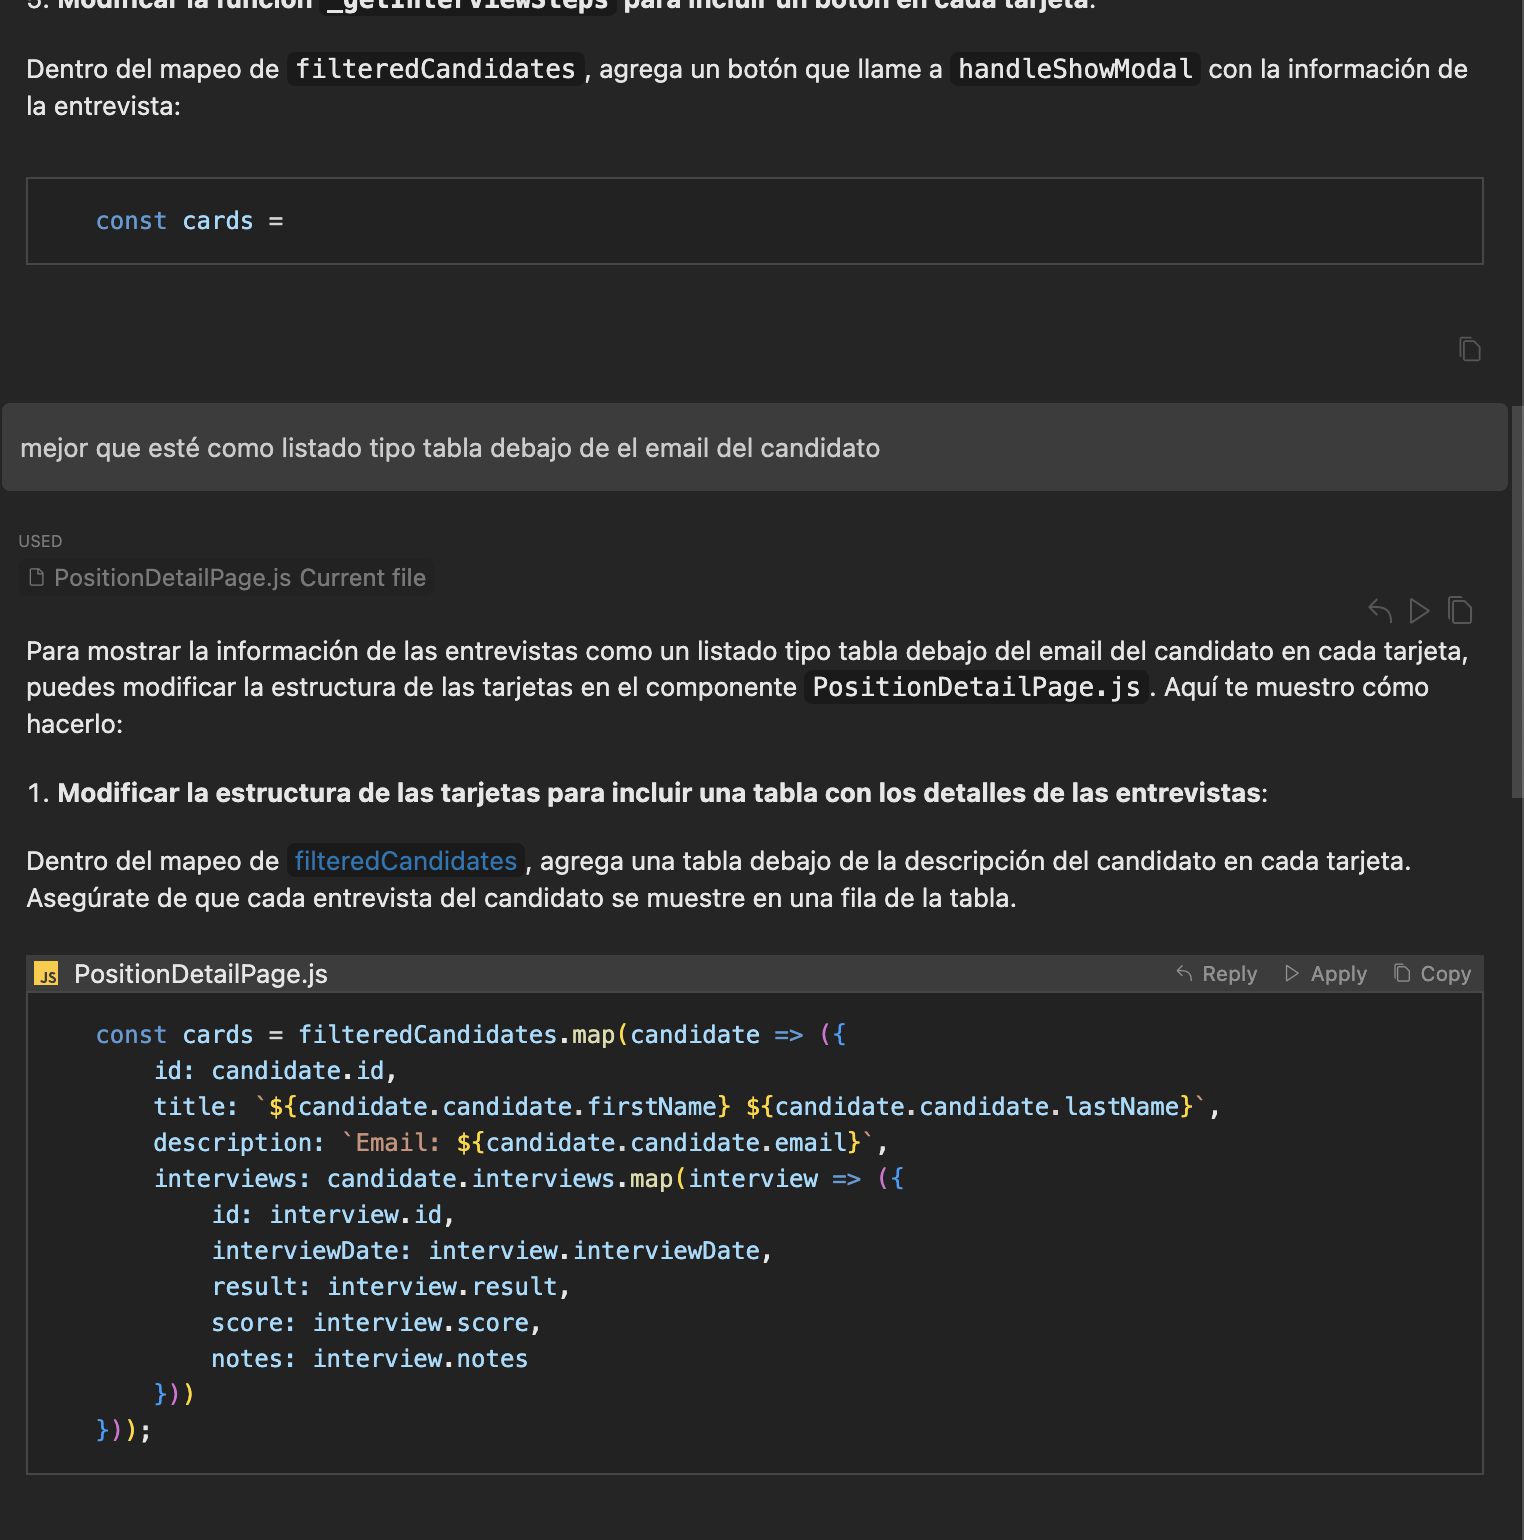 5. Modificar la función _getInterviewSteps para incluir un botón en cada tarjeta:
Dentro del mapeo de filteredCandidates , agrega un botón que llame a handleShowModal con la información de
la entrevista:
const cards =
mejor que esté como listado tipo tabla debajo de el email del candidato
USED
PositionDetailPage.js Current file
Para mostrar la información de las entrevistas como un listado tipo tabla debajo del email del candidato en cada tarjeta,
puedes modificar la estructura de las tarjetas en el componente PositionDetailPage.js . Aquí te muestro cómo
hacerlo:
1. Modificar la estructura de las tarjetas para incluir una tabla con los detalles de las entrevistas:
Dentro del mapeo de filteredCandidates , agrega una tabla debajo de la descripción del candidato en cada tarjeta.
Asegúrate de que cada entrevista del candidato se muestre en una fila de la tabla.
JS PositionDetailPage.js Reply Apply Copy
const cards = filteredCandidates.map(candidate => ({
id: candidate.id,
title: `${candidate.candidate.firstName} ${candidate.candidate.lastName}`,
description: `Email: ${candidate.candidate.email}`,
interviews: candidate.interviews.map(interview => ({
id: interview.id,
interviewDate: interview.interviewDate,
result: interview.result,
score: interview.score,
notes: interview.notes
}))
}));